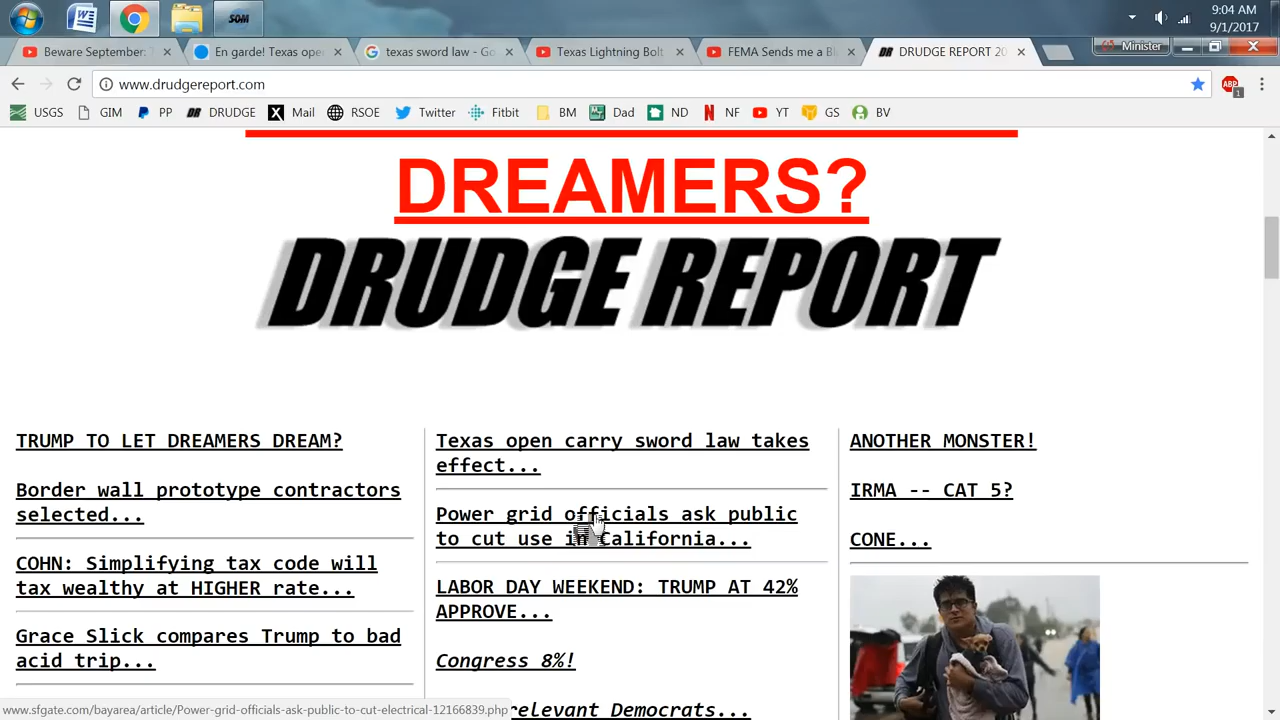 SOM
9:04 AM
9/1/2017
Beware September: T
En garde! Texas ope
texas sword law - Go
Texas Lightning Bolt
FEMA Sends me a B
DRUDGE REPORT 20
Minister
www.drudgereport.com
ABP
1
USGS GIM PP DRUDGE Mail RSOE Twitter Fitbit BM Dad ND NF YT GS BV
DREAMERS?
DRUDGE REPORT
TRUMP TO LET DREAMERS DREAM?
Border wall prototype contractors
selected...
COHN: Simplifying tax code will
tax wealthy at HIGHER rate...
Grace Slick compares Trump to bad
acid trip...
Texas open carry sword law takes
effect...
Power grid officials ask public
to cut use in California...
LABOR DAY WEEKEND: TRUMP AT 42%
APPROVE...
Congress 8%!
relevant Democrats...
ANOTHER MONSTER!
IRMA -- CAT 5?
CONE...
www.sfgate.com/bayarea/article/Power-grid-officials-ask-public-to-cut-electrical-12166839.php